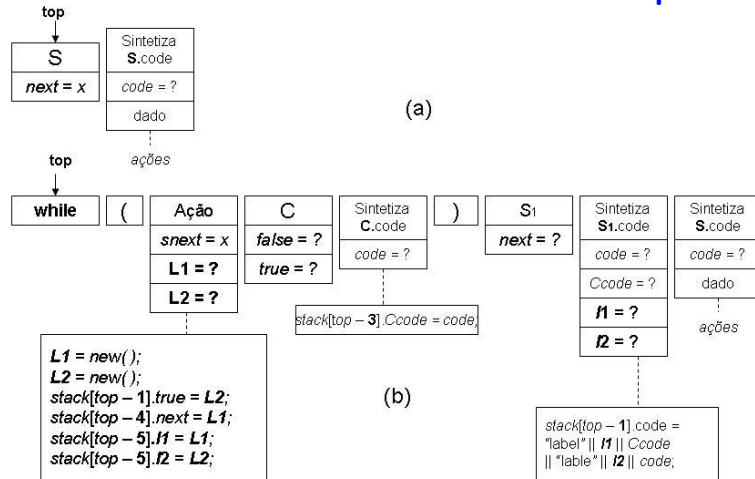 top
S
next = x
Sintetiza
S.code
code = ?
dado
ações
(a)
top
while
(
Ação
snext = x
L1 = ?
L2 = ?
C
false = ?
true = ?
Sintetiza
C.code
code = ?
)
S1
next = ?
Sintetiza
S1.code
code = ?
Ccode = ?
l1 = ?
l2 = ?
Sintetiza
S.code
code = ?
dado
ações
stack[top – 3].Ccode = code;
L1 = new( );
L2 = new( );
stack[top – 1].true = L2;
stack[top – 4].next = L1;
stack[top – 5].l1 = L1;
stack[top – 5].l2 = L2;
(b)
stack[top – 1].code =
"label" || l1 || Ccode
|| "lable" || l2 || code;